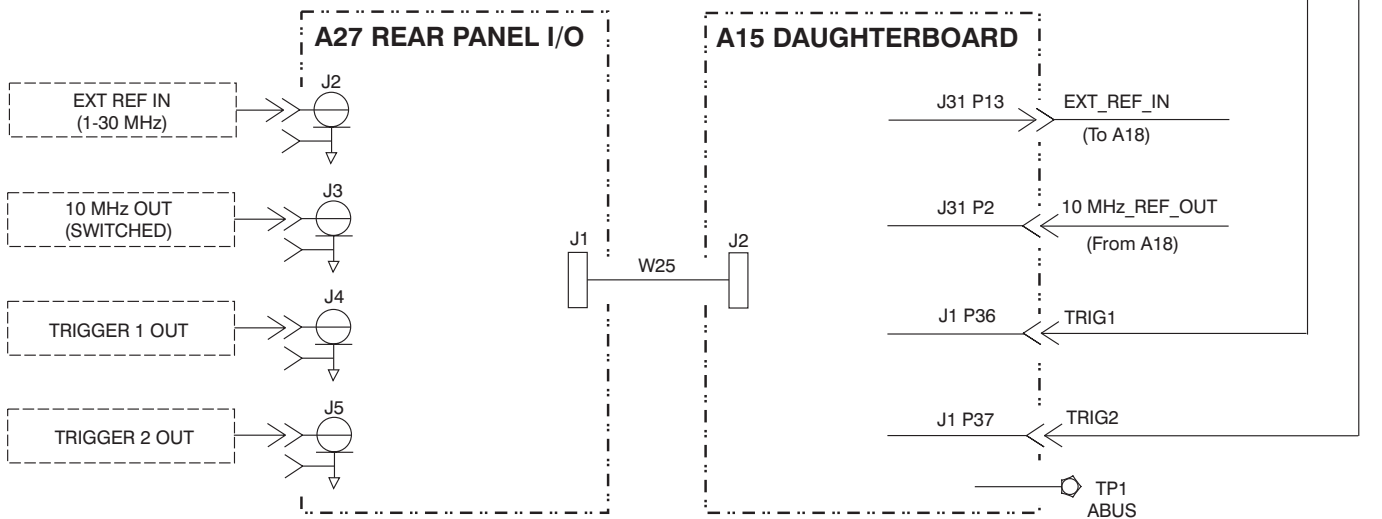 A27 REAR PANEL I/O
A15 DAUGHTERBOARD
EXT REF IN
(1-30 MHz)
J2
J31 P13
EXT_REF_IN
(To A18)
10 MHz OUT
(SWITCHED)
J3
J31 P2
10 MHz_REF_OUT
(From A18)
J1
W25
J2
TRIGGER 1 OUT
J4
J1 P36
TRIG1
TRIGGER 2 OUT
J5
J1 P37
TRIG2
TP1
ABUS